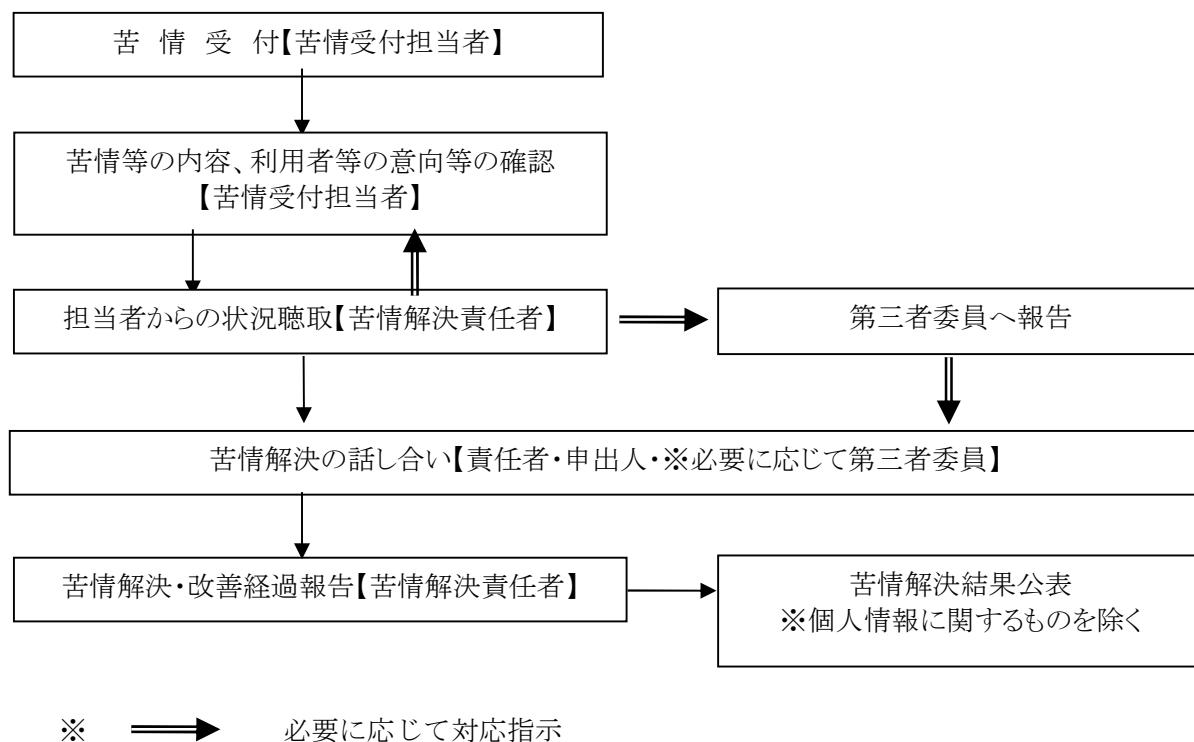 苦 情 受 付【苦情受付担当者】
苦情等の内容、利用者等の意向等の確認
【苦情受付担当者】
担当者からの状況聴取【苦情解決責任者】
第三者委員へ報告
苦情解決の話し合い【責任者・申出人・※必要に応じて第三者委員】
苦情解決・改善経過報告【苦情解決責任者】
苦情解決結果公表
※個人情報に関するものを除く
※ 必要に応じて対応指示